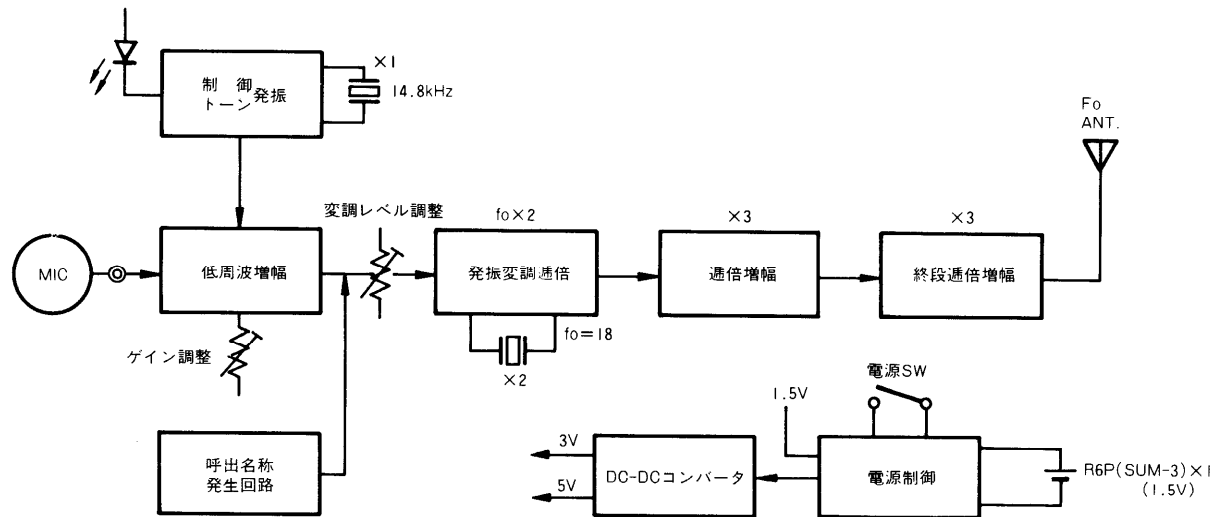 制御
トーン発振
×1
14.8kHz
Fo
ANT.
MIC
低周波増幅
変調レベル調整
fo×2
発振変調逓倍
fo=18
×2
×3
逓倍増幅
×3
終段逓倍増幅
ゲイン調整
呼出名称
発生回路
3V
5V
DC-DCコンバータ
1.5V
電源SW
電源制御
R6P(SUM-3)×1
(1.5V)